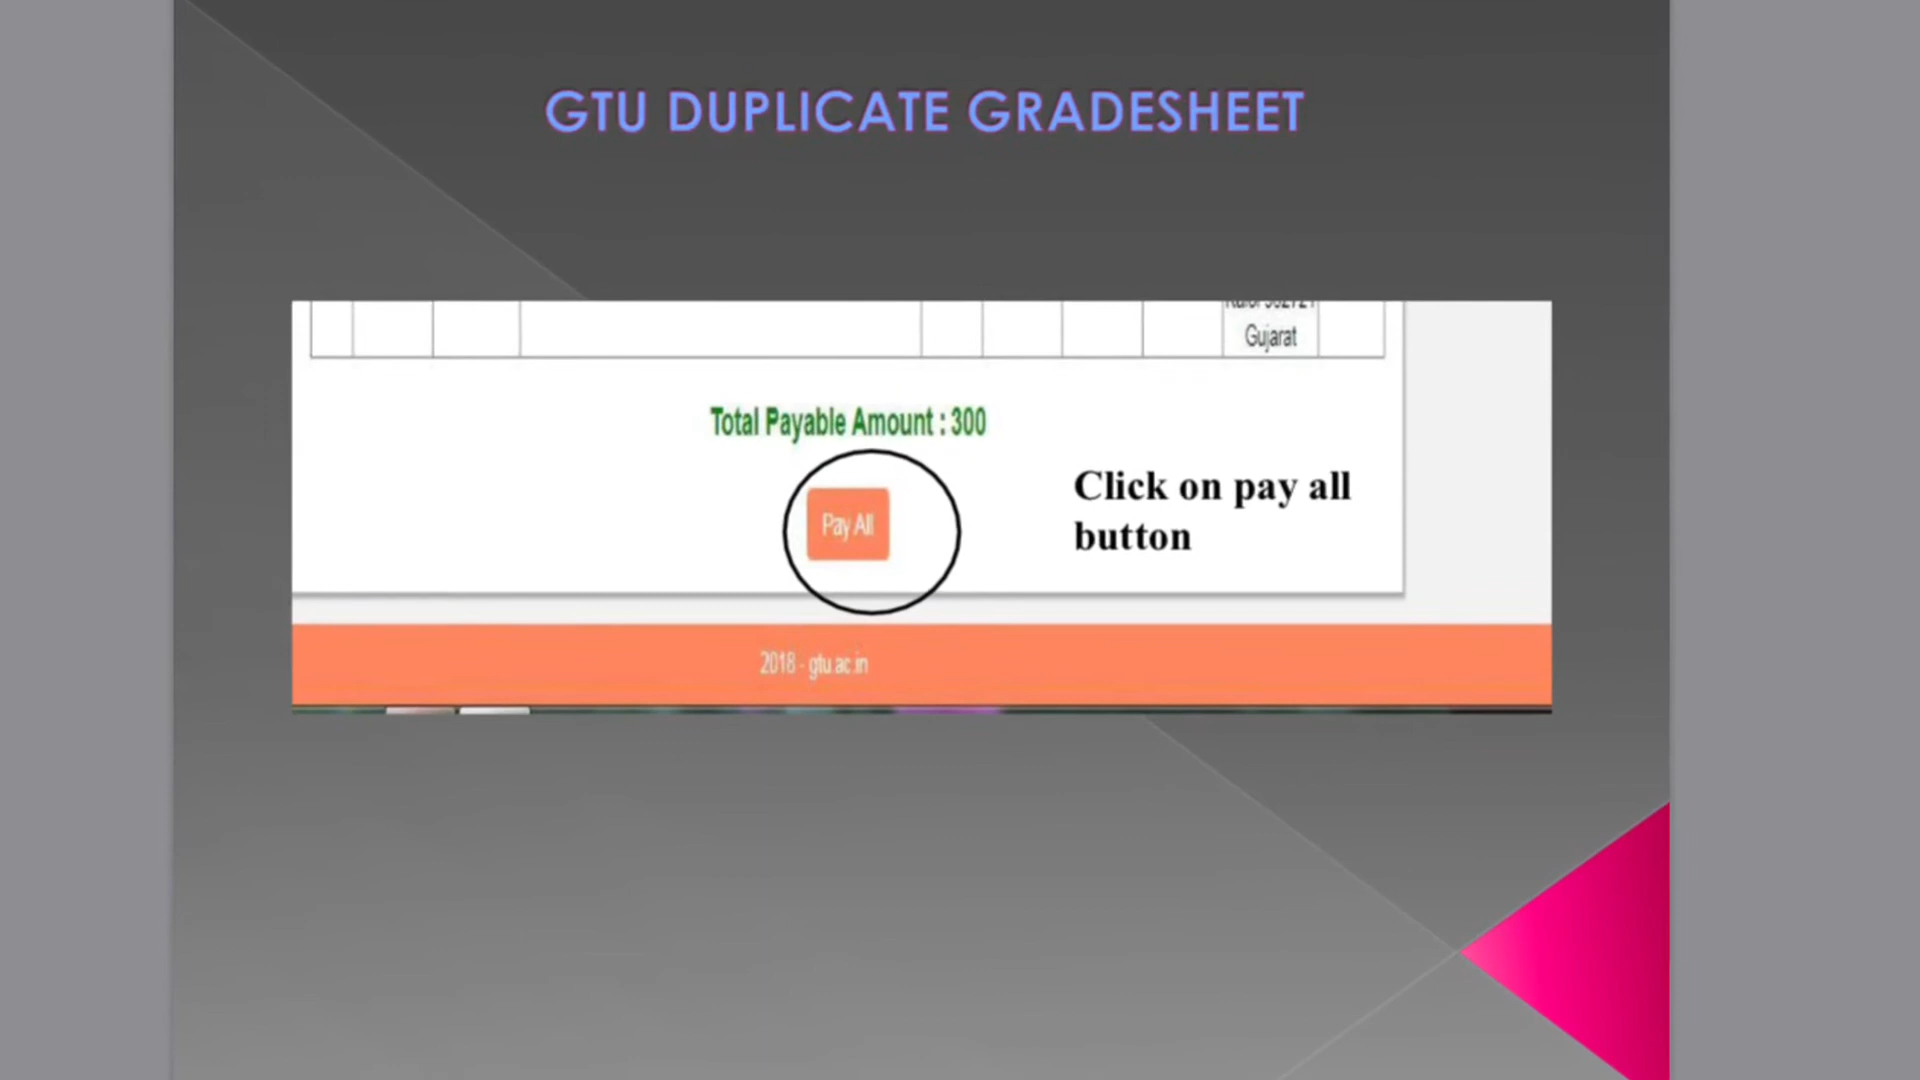 GTU DUPLICATE GRADESHEET
Gujarat
Total Payable Amount : 300
Click on pay all
button
Pay All
2018 - gtu.ac.in